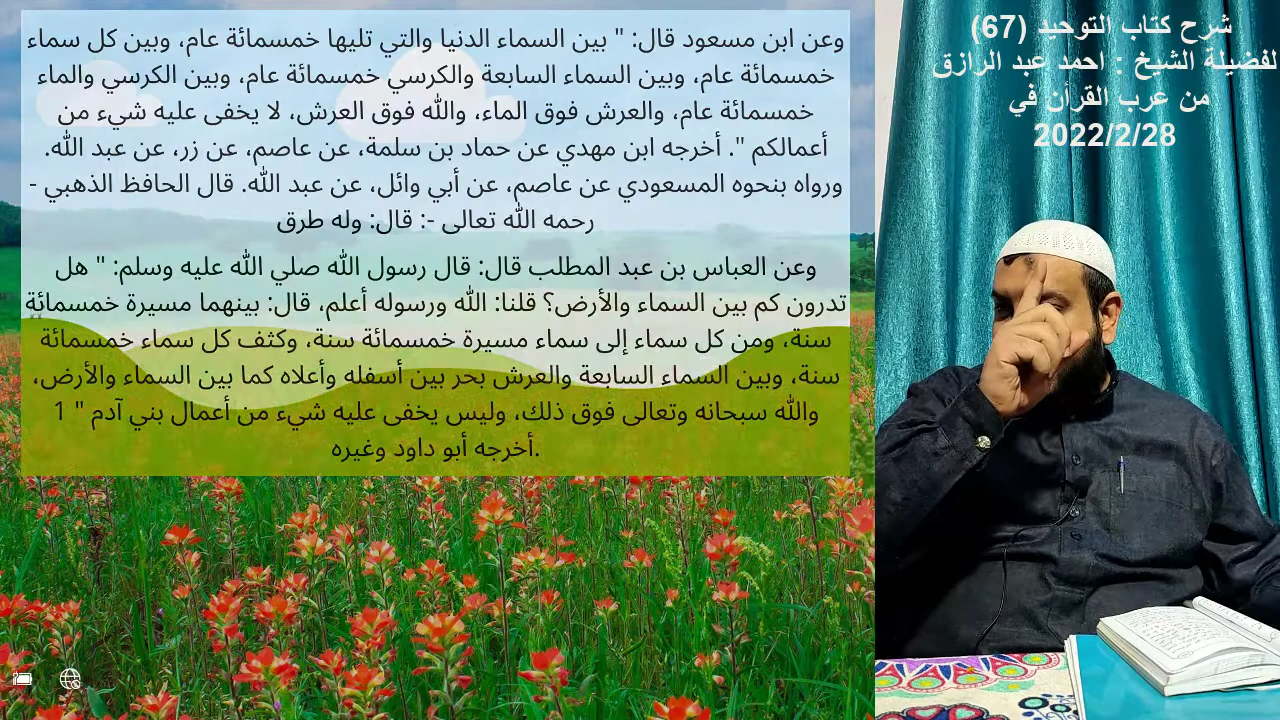 شرح كتاب التوحيد (67)
لفضيلة الشيخ : احمد عبد الرازق
من عرب القرآن في
2022/2/28
وعن ابن مسعود قال: " بين السماء الدنيا والتي تليها خمسمائة عام، وبين كل سماء
خمسمائة عام، وبين السماء السابعة والكرسي خمسمائة عام، وبين الكرسي والماء
خمسمائة عام، والعرش فوق الماء، والله فوق العرش، لا يخفى عليه شيء من
أعمالكم ". أخرجه ابن مهدي عن حماد بن سلمة، عن عاصم، عن زر، عن عبد الله.
ورواه بنحوه المسعودي عن عاصم، عن أبي وائل، عن عبد الله. قال الحافظ الذهبي -
رحمه الله تعالى -: قال: وله طرق
وعن العباس بن عبد المطلب قال: قال رسول الله صلي الله عليه وسلم: " هل
تدرون كم بين السماء والأرض؟ قلنا: الله ورسوله أعلم، قال: بينهما مسيرة خمسمائة
سنة، ومن كل سماء إلى سماء مسيرة خمسمائة سنة، وكثف كل سماء خمسمائة
سنة، وبين السماء السابعة والعرش بحر بين أسفله وأعلاه كما بين السماء والأرض،
والله سبحانه وتعالى فوق ذلك، وليس يخفى عليه شيء من أعمال بني آدم " 1
.أخرجه أبو داود وغيره